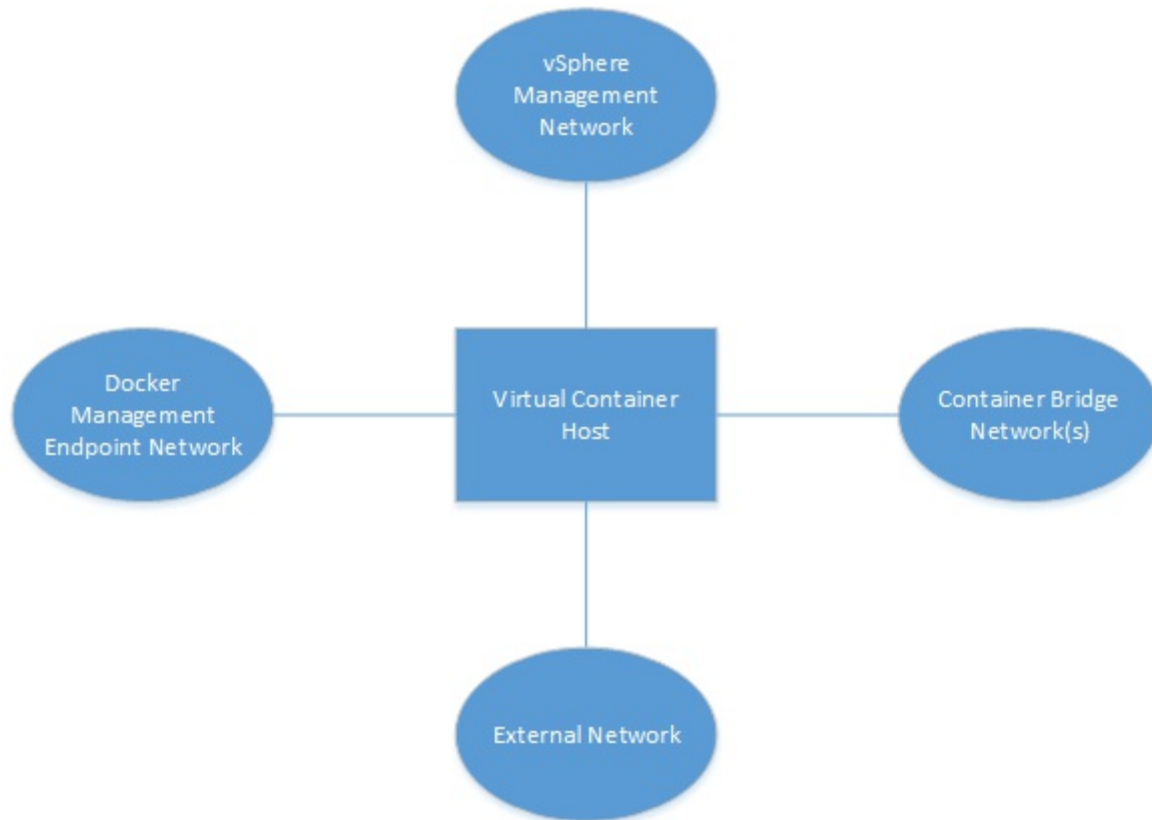 vSphere
Management
Network
Docker
Management
Endpoint Network
Virtual Container
Host
Container Bridge
Network(s)
External Network